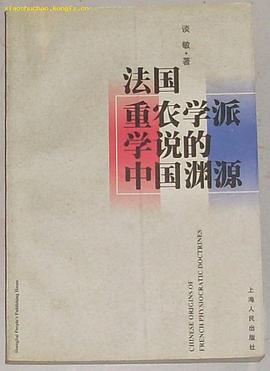 xiaohuchao.kongfz.cn
谈
敏·著
法国
重农学派
学说的
中国渊源
CHINESE ORIGINS OF
FRENCH PHYSIOCRATIC DOCTRINES
上海人民出版社
Shanghai People's Publishing House